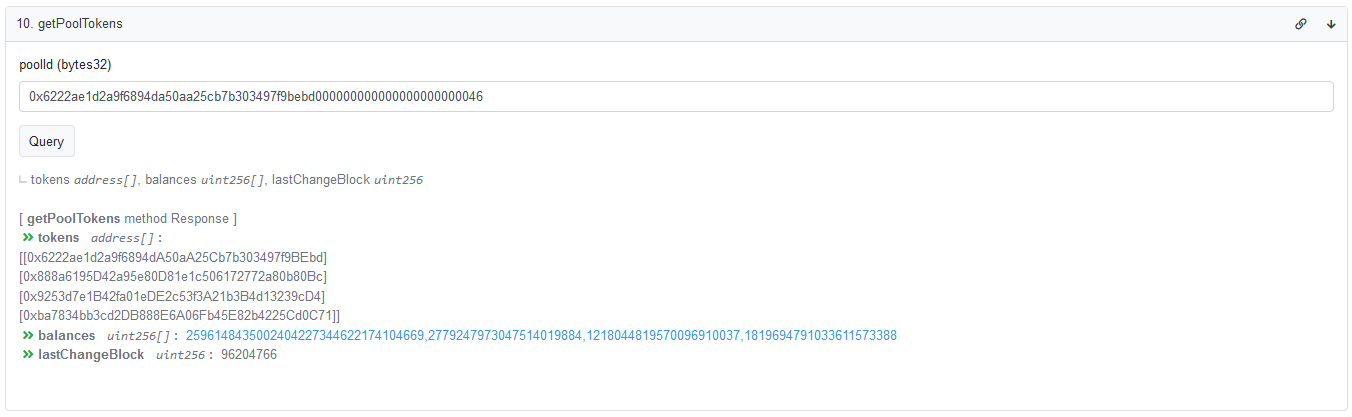 10. getPoolTokens
poolId (bytes32)
0x6222ae1d2a9f6894da50aa25cb7b303497f9bebd000000000000000000000046
Query
tokens address[], balances uint256[], lastChangeBlock uint256
[ getPoolTokens method Response ]
tokens address[] :
[[0x6222ae1d2a9f6894dA50aA25Cb7b303497f9BEbd]
[0x888a6195D42a95e80D81e1c506172772a80b80Bc]
[0x9253d7e1B42fa01eDE2c53f3A21b3B4d13239cD4]
[0xba7834bb3cd2DB888E6A06Fb45E82b4225Cd0C71]]
balances uint256[] : 2596148435002404227344622174104669,2779247973047514019884,1218044819570096910037,1819694791033611573388
lastChangeBlock uint256 : 96204766